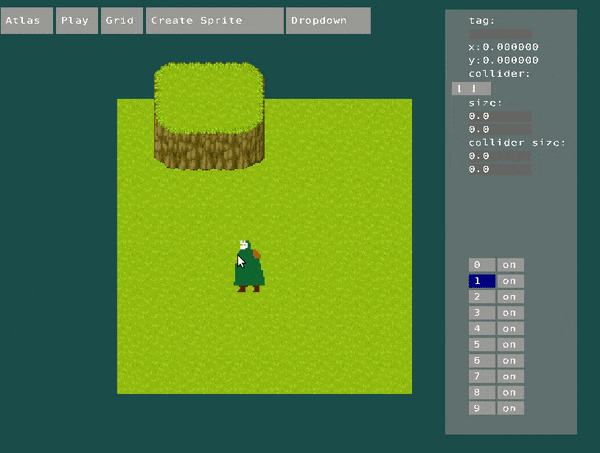 Atlas Play Grid Create Sprite Dropdown
tag:
x:0.000000
y:0.000000
collider:
[ ]
size:
0.0
0.0
collider size:
0.0
0.0
0 on
1 on
2 on
3 on
4 on
5 on
6 on
7 on
8 on
9 on